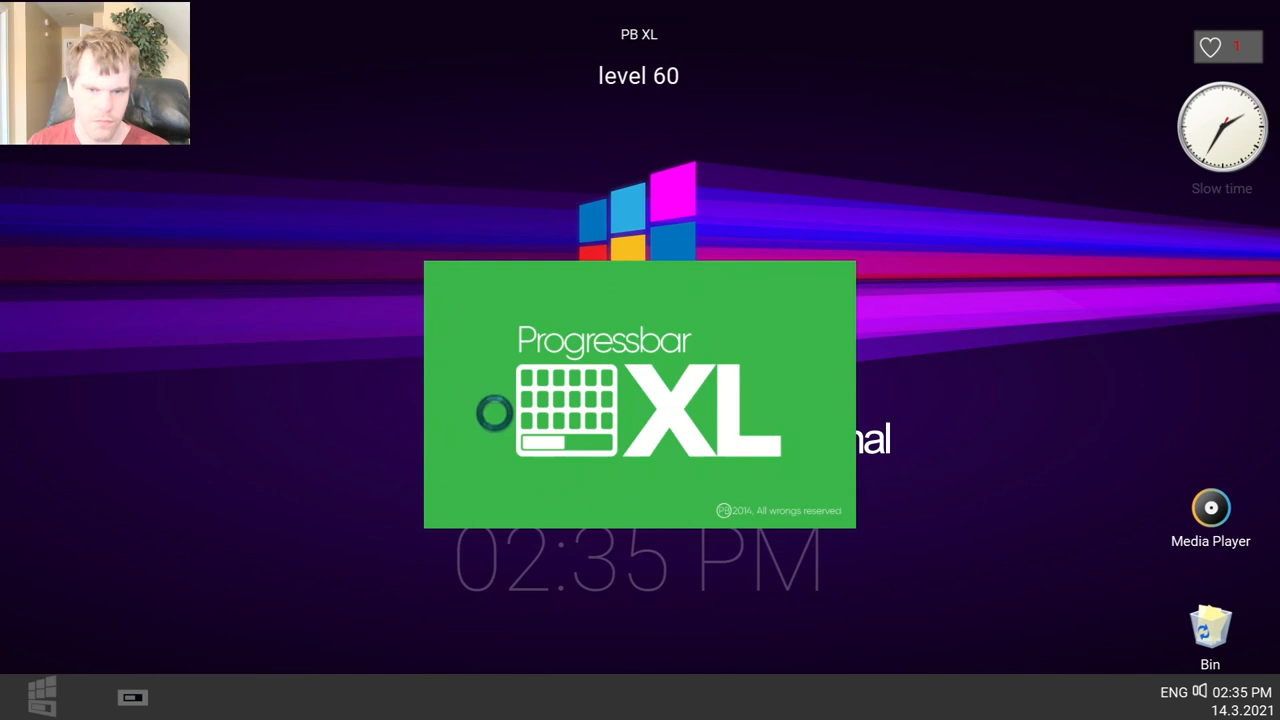 PB XL
level 60
1
Slow time
Progressbar
XL
PB 2014, All wrongs reserved
nal
02:35 PM
Media Player
Bin
ENG 02:35 PM
14.3.2021